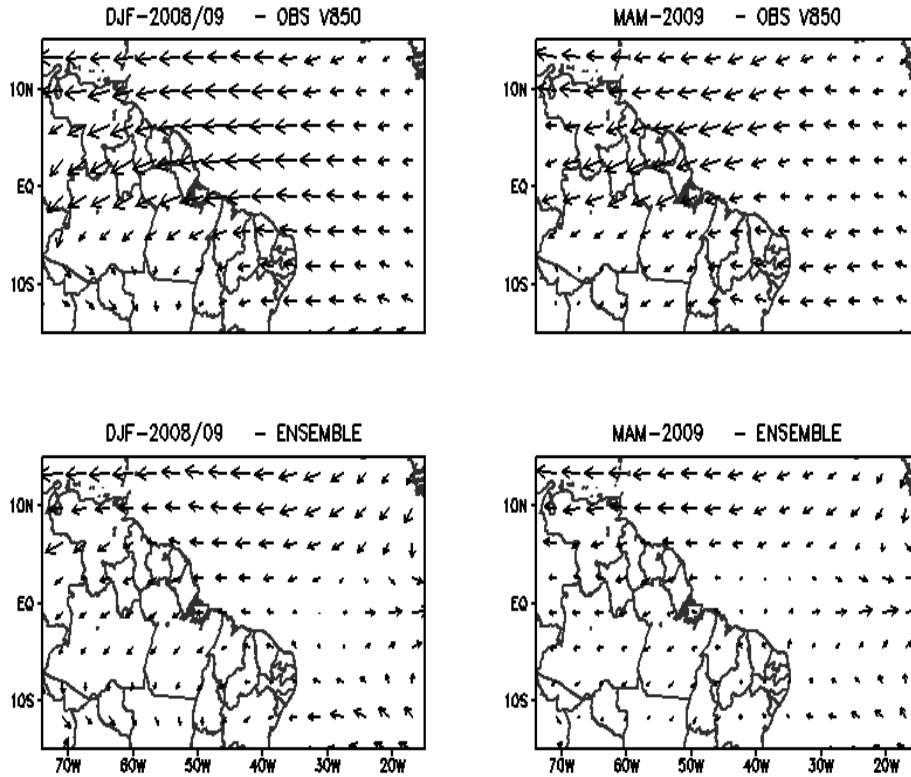 DJF-2008/09 - OBS V850
MAM-2009 - OBS V850
10N
EQ
10S
10N
EQ
10S
DJF-2008/09 - ENSEMBLE
MAM-2009 - ENSEMBLE
10N
EQ
10S
10N
EQ
10S
70W 60W 50W 40W 30W 20W
70W 60W 50W 40W 30W 20W